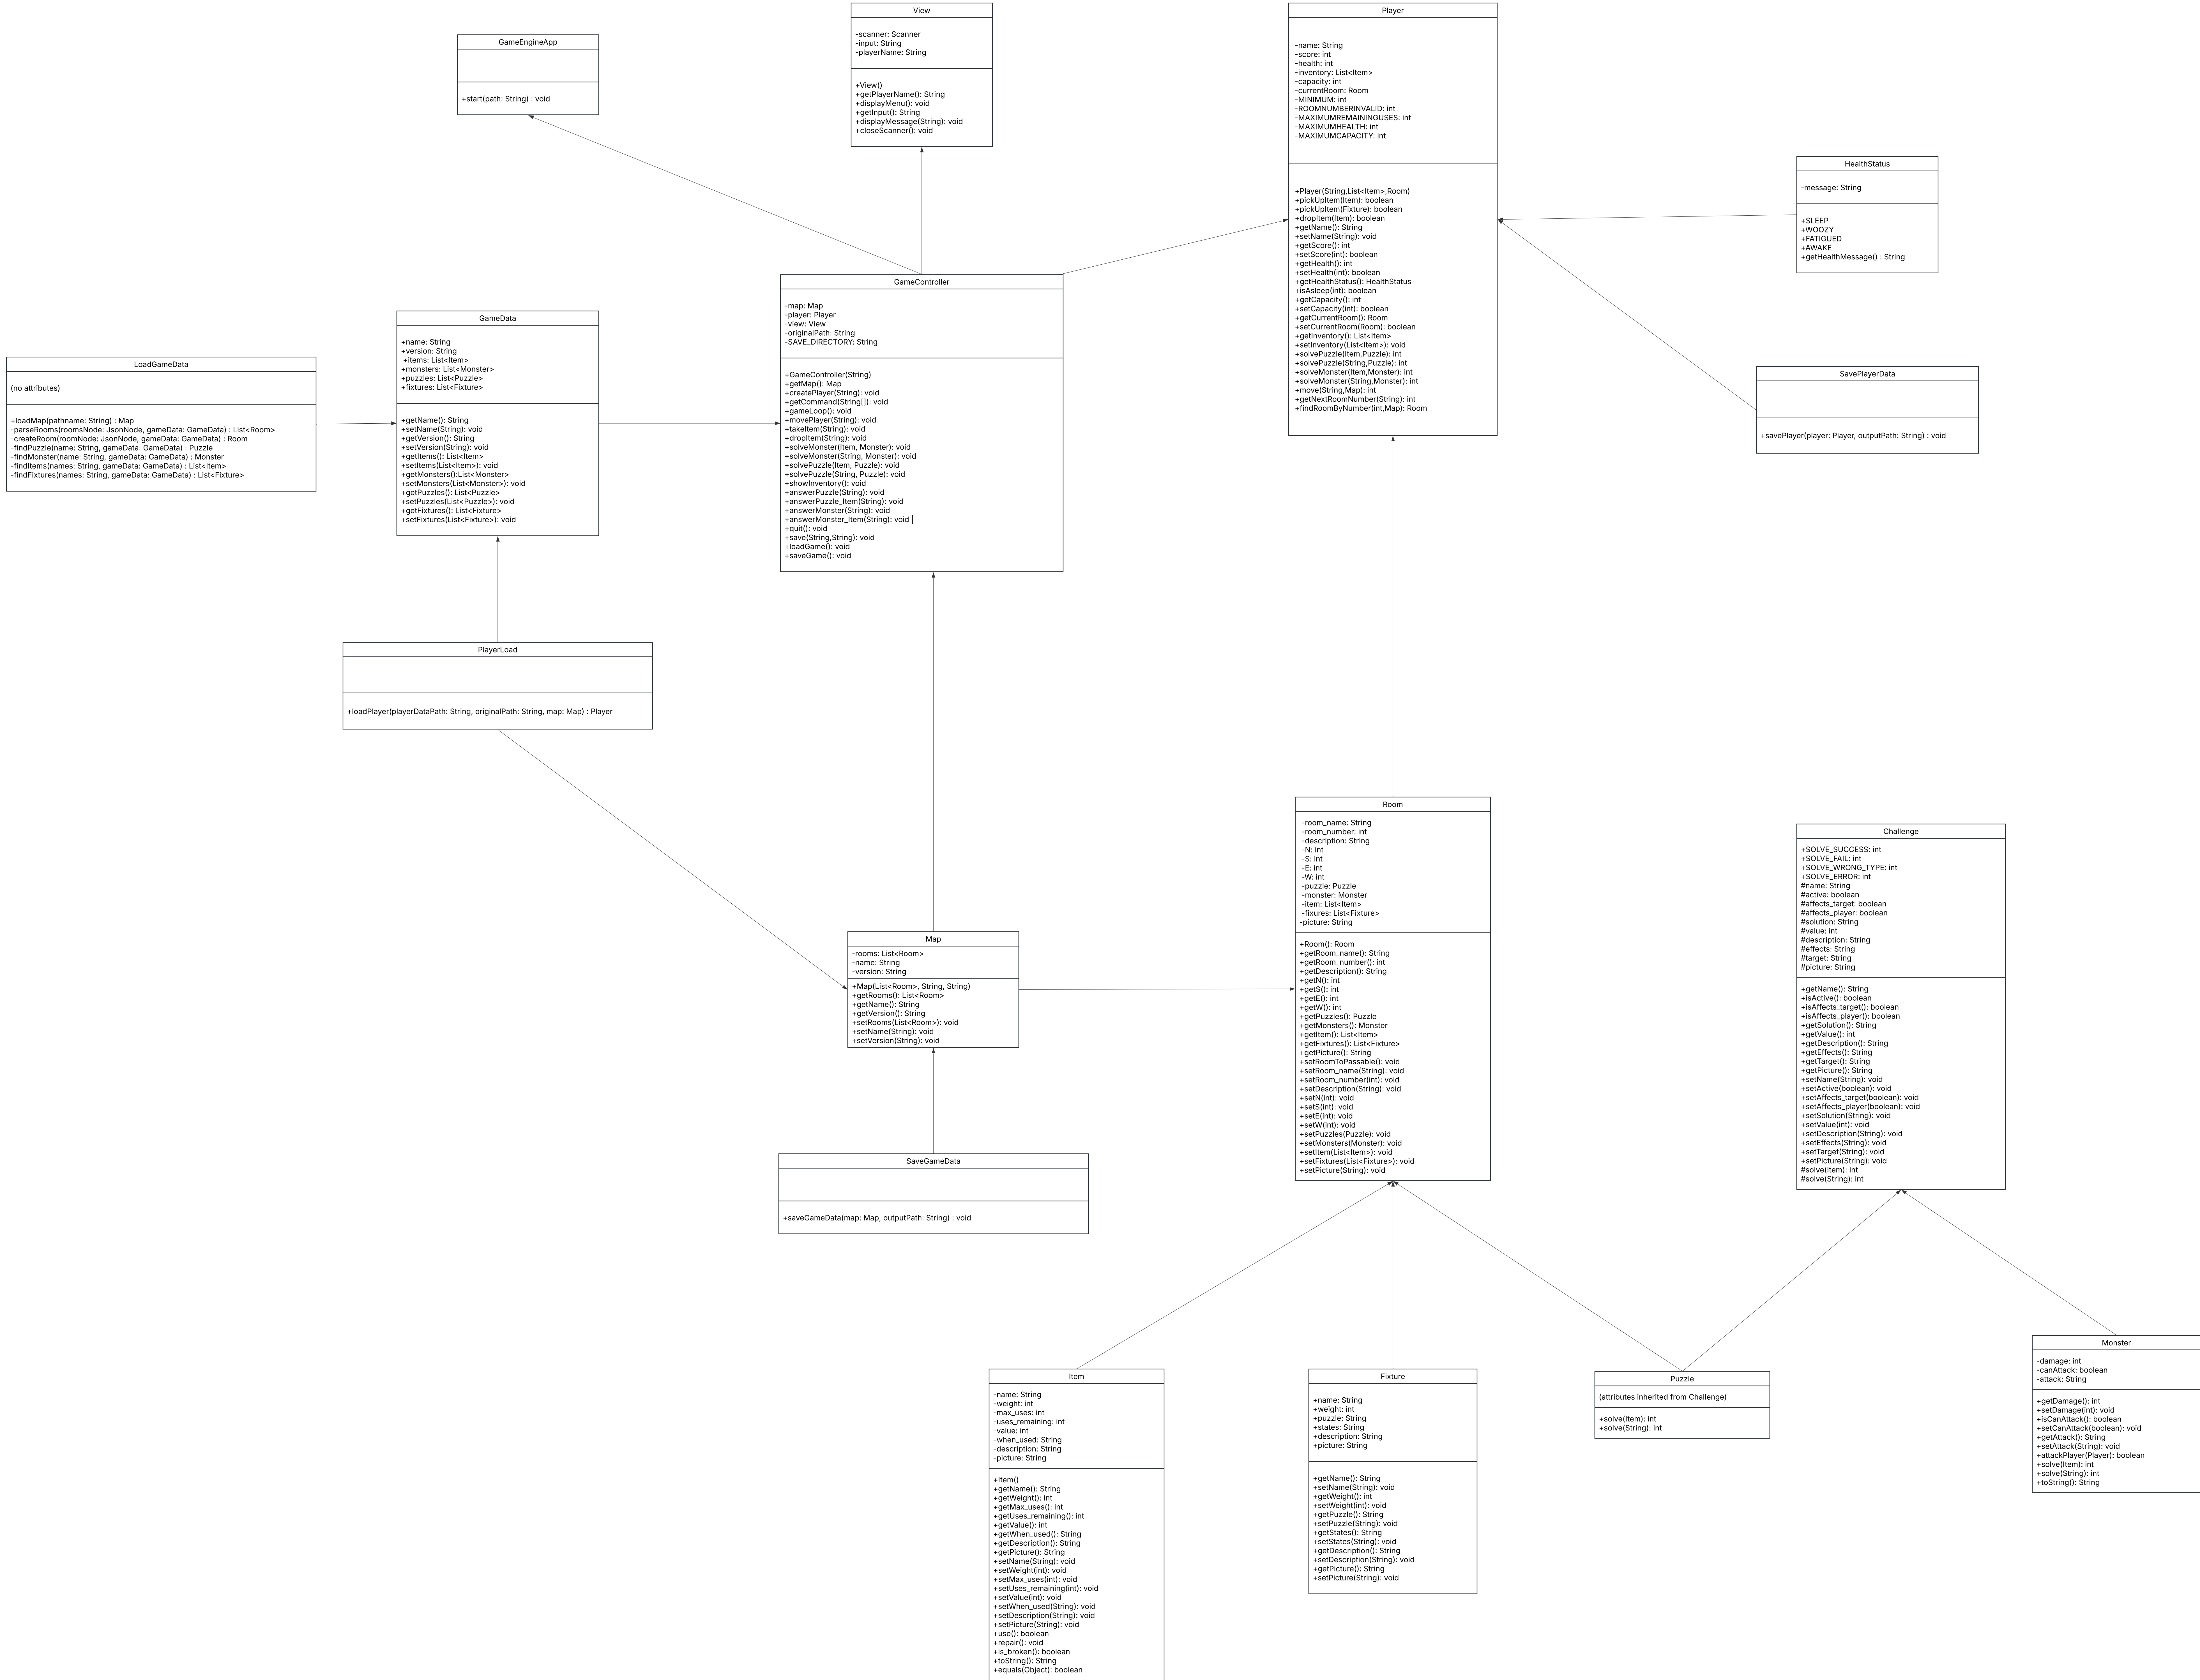 View
-scanner: Scanner
-input: String
-playerName: String
+View()
+getPlayerName(): String
+displayMenu(): void
+getInput(): String
+displayMessage(String): void
+closeScanner(): void
Player
-name: String
-score: int
-health: int
-inventory: List<Item>
-capacity: int
-currentRoom: Room
-MINIMUM: int
-ROOMNUMBERINVALID: int
-MAXIMUMREMAININGUSES: int
-MAXIMUMHEALTH: int
-MAXIMUMCAPACITY: int
+Player(String,List<Item>,Room)
+pickUpItem(Item): boolean
+pickUpItem(Fixture): boolean
+dropItem(Item): boolean
+getName(): String
+setName(String): void
+getScore(): int
+setScore(int): boolean
+getHealth(): int
+setHealth(int): boolean
+getHealthStatus(): HealthStatus
+isAsleep(int): boolean
+getCapacity(): int
+setCapacity(int): boolean
+getCurrentRoom(): Room
+setCurrentRoom(Room): boolean
+getInventory(): List<Item>
+setInventory(List<Item>): void
+solvePuzzle(Item,Puzzle): int
+solvePuzzle(String,Puzzle): int
+solveMonster(Item,Monster): int
+solveMonster(String,Monster): int
+move(String,Map): int
+getNextRoomNumber(String): int
+findRoomByNumber(int,Map): Room
GameEngineApp
+start(path: String) : void
HealthStatus
-message: String
+SLEEP
+WOOZY
+FATIGUED
+AWAKE
+getHealthMessage() : String
GameController
-map: Map
-player: Player
-view: View
-originalPath: String
-SAVE_DIRECTORY: String
+GameController(String)
+getMap(): Map
+createPlayer(String): void
+getCommand(String[]): void
+gameLoop(): void
+movePlayer(String): void
+takeItem(String): void
+dropItem(String): void
+solveMonster(Item, Monster): void
+solveMonster(String, Monster): void
+solvePuzzle(Item, Puzzle): void
+solvePuzzle(String, Puzzle): void
+showInventory(): void
+answerPuzzle(String): void
+answerPuzzle_Item(String): void
+answerMonster(String): void
+answerMonster_Item(String): void |
+quit(): void
+save(String,String): void
+loadGame(): void
+saveGame(): void
GameData
+name: String
+version: String
+items: List<Item>
+monsters: List<Monster>
+puzzles: List<Puzzle>
+fixtures: List<Fixture>
+getName(): String
+setName(String): void
+getVersion(): String
+setVersion(String): void
+getItems(): List<Item>
+setItems(List<Item>): void
+getMonsters():List<Monster>
+setMonsters(List<Monster>): void
+getPuzzles(): List<Puzzle>
+setPuzzles(List<Puzzle>): void
+getFixtures(): List<Fixture>
+setFixtures(List<Fixture>): void
LoadGameData
(no attributes)
+loadMap(pathname: String) : Map
-parseRooms(roomsNode: JsonNode, gameData: GameData) : List<Room>
-createRoom(roomNode: JsonNode, gameData: GameData) : Room
-findPuzzle(name: String, gameData: GameData) : Puzzle
-findMonster(name: String, gameData: GameData) : Monster
-findItems(names: String, gameData: GameData) : List<Item>
-findFixtures(names: String, gameData: GameData) : List<Fixture>
SavePlayerData
+savePlayer(player: Player, outputPath: String) : void
PlayerLoad
+loadPlayer(playerDataPath: String, originalPath: String, map: Map) : Player
Room
-room_name: String
-room_number: int
-description: String
-N: int
-S: int
-E: int
-W: int
-puzzle: Puzzle
-monster: Monster
-item: List<Item>
-fixures: List<Fixture>
-picture: String
+Room(): Room
+getRoom_name(): String
+getRoom_number(): int
+getDescription(): String
+getN(): int
+getS(): int
+getE(): int
+getW(): int
+getPuzzles(): Puzzle
+getMonsters(): Monster
+getItem(): List<Item>
+getFixtures(): List<Fixture>
+getPicture(): String
+setRoomToPassable(): void
+setRoom_name(String): void
+setRoom_number(int): void
+setDescription(String): void
+setN(int): void
+setS(int): void
+setE(int): void
+setW(int): void
+setPuzzles(Puzzle): void
+setMonsters(Monster): void
+setItem(List<Item>): void
+setFixtures(List<Fixture>): void
+setPicture(String): void
Challenge
+SOLVE_SUCCESS: int
+SOLVE_FAIL: int
+SOLVE_WRONG_TYPE: int
+SOLVE_ERROR: int
#name: String
#active: boolean
#affects_target: boolean
#affects_player: boolean
#solution: String
#value: int
#description: String
#effects: String
#target: String
#picture: String
+getName(): String
+isActive(): boolean
+isAffects_target(): boolean
+isAffects_player(): boolean
+getSolution(): String
+getValue(): int
+getDescription(): String
+getEffects(): String
+getTarget(): String
+getPicture(): String
+setName(String): void
+setActive(boolean): void
+setAffects_target(boolean): void
+setAffects_player(boolean): void
+setSolution(String): void
+setValue(int): void
+setDescription(String): void
+setEffects(String): void
+setTarget(String): void
+setPicture(String): void
#solve(Item): int
#solve(String): int
Map
-rooms: List<Room>
-name: String
-version: String
+Map(List<Room>, String, String)
+getRooms(): List<Room>
+getName(): String
+getVersion(): String
+setRooms(List<Room>): void
+setName(String): void
+setVersion(String): void
SaveGameData
+saveGameData(map: Map, outputPath: String) : void
Item
-name: String
-weight: int
-max_uses: int
-uses_remaining: int
-value: int
-when_used: String
-description: String
-picture: String
+Item()
+getName(): String
+getWeight(): int
+getMax_uses(): int
+getUses_remaining(): int
+getValue(): int
+getWhen_used(): String
+getDescription(): String
+getPicture(): String
+setName(String): void
+setWeight(int): void
+setMax_uses(int): void
+setUses_remaining(int): void
+setValue(int): void
+setWhen_used(String): void
+setDescription(String): void
+setPicture(String): void
+use(): boolean
+repair(): void
+is_broken(): boolean
+toString(): String
+equals(Object): boolean
Fixture
+name: String
+weight: int
+puzzle: String
+states: String
+description: String
+picture: String
+getName(): String
+setName(String): void
+getWeight(): int
+setWeight(int): void
+getPuzzle(): String
+setPuzzle(String): void
+getStates(): String
+setStates(String): void
+getDescription(): String
+setDescription(String): void
+getPicture(): String
+setPicture(String): void
Puzzle
(attributes inherited from Challenge)
+solve(Item): int
+solve(String): int
Monster
-damage: int
-canAttack: boolean
-attack: String
+getDamage(): int
+setDamage(int): void
+isCanAttack(): boolean
+setCanAttack(boolean): void
+getAttack(): String
+setAttack(String): void
+attackPlayer(Player): boolean
+solve(Item): int
+solve(String): int
+toString(): String